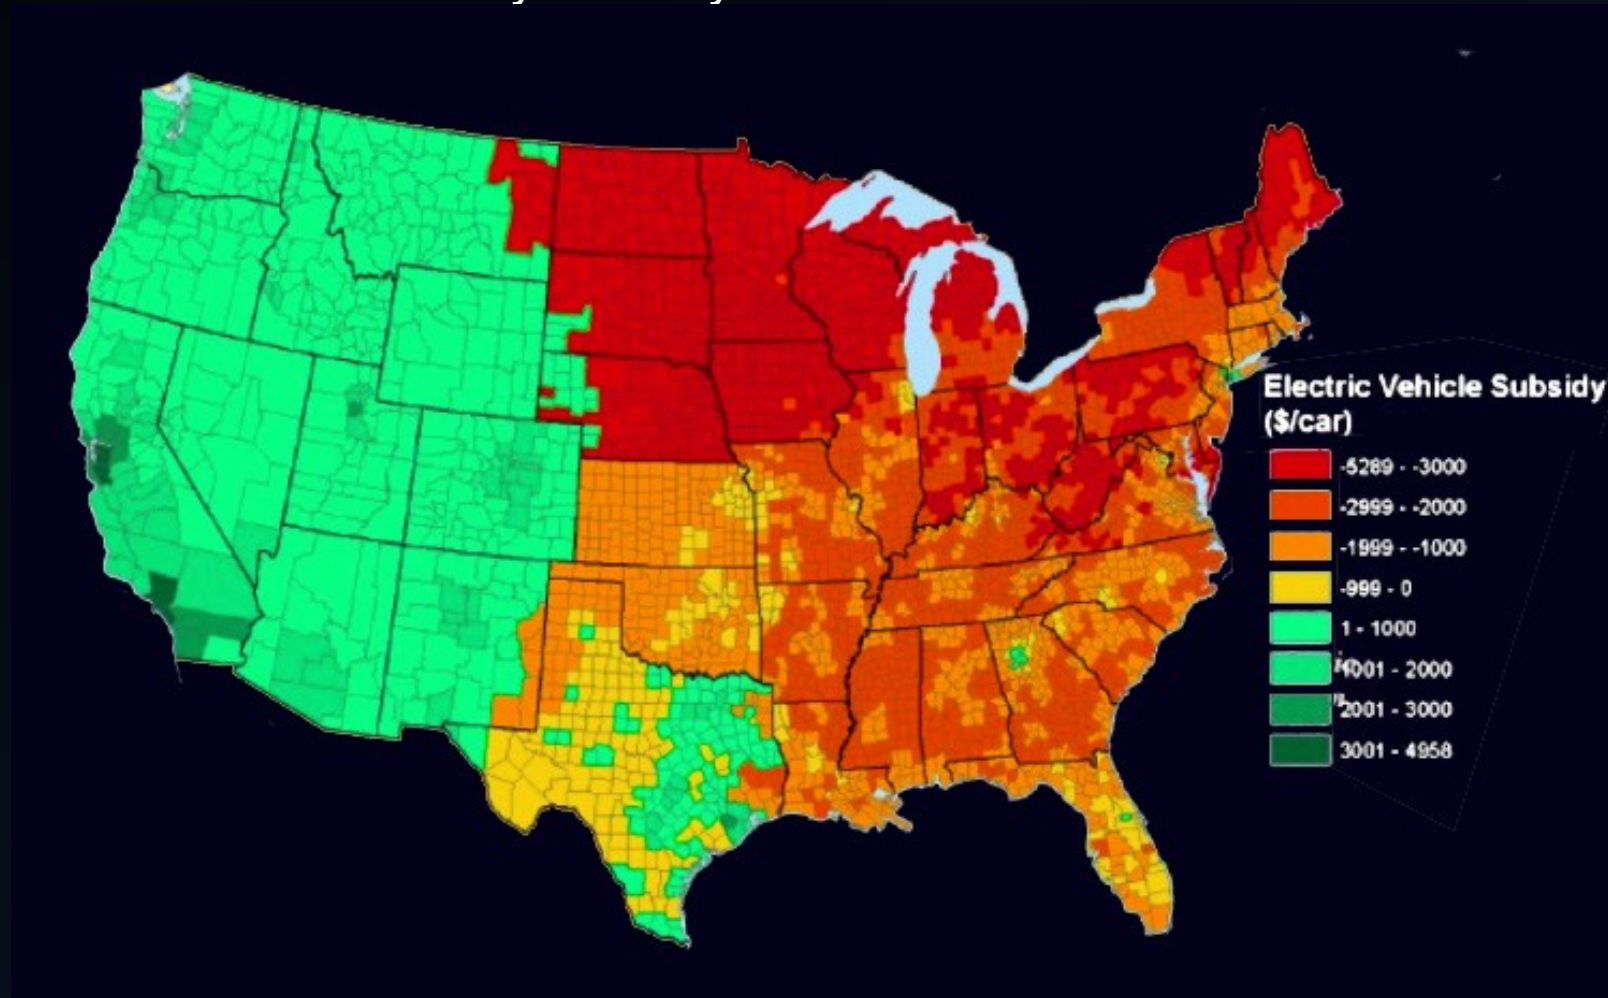 Electric Vehicle Subsidy
($/car)
-5289 - -3000
-2999 - -2000
-1999 - -1000
-999 - 0
1 - 1000
1001 - 2000
2001 - 3000
3001 - 4958